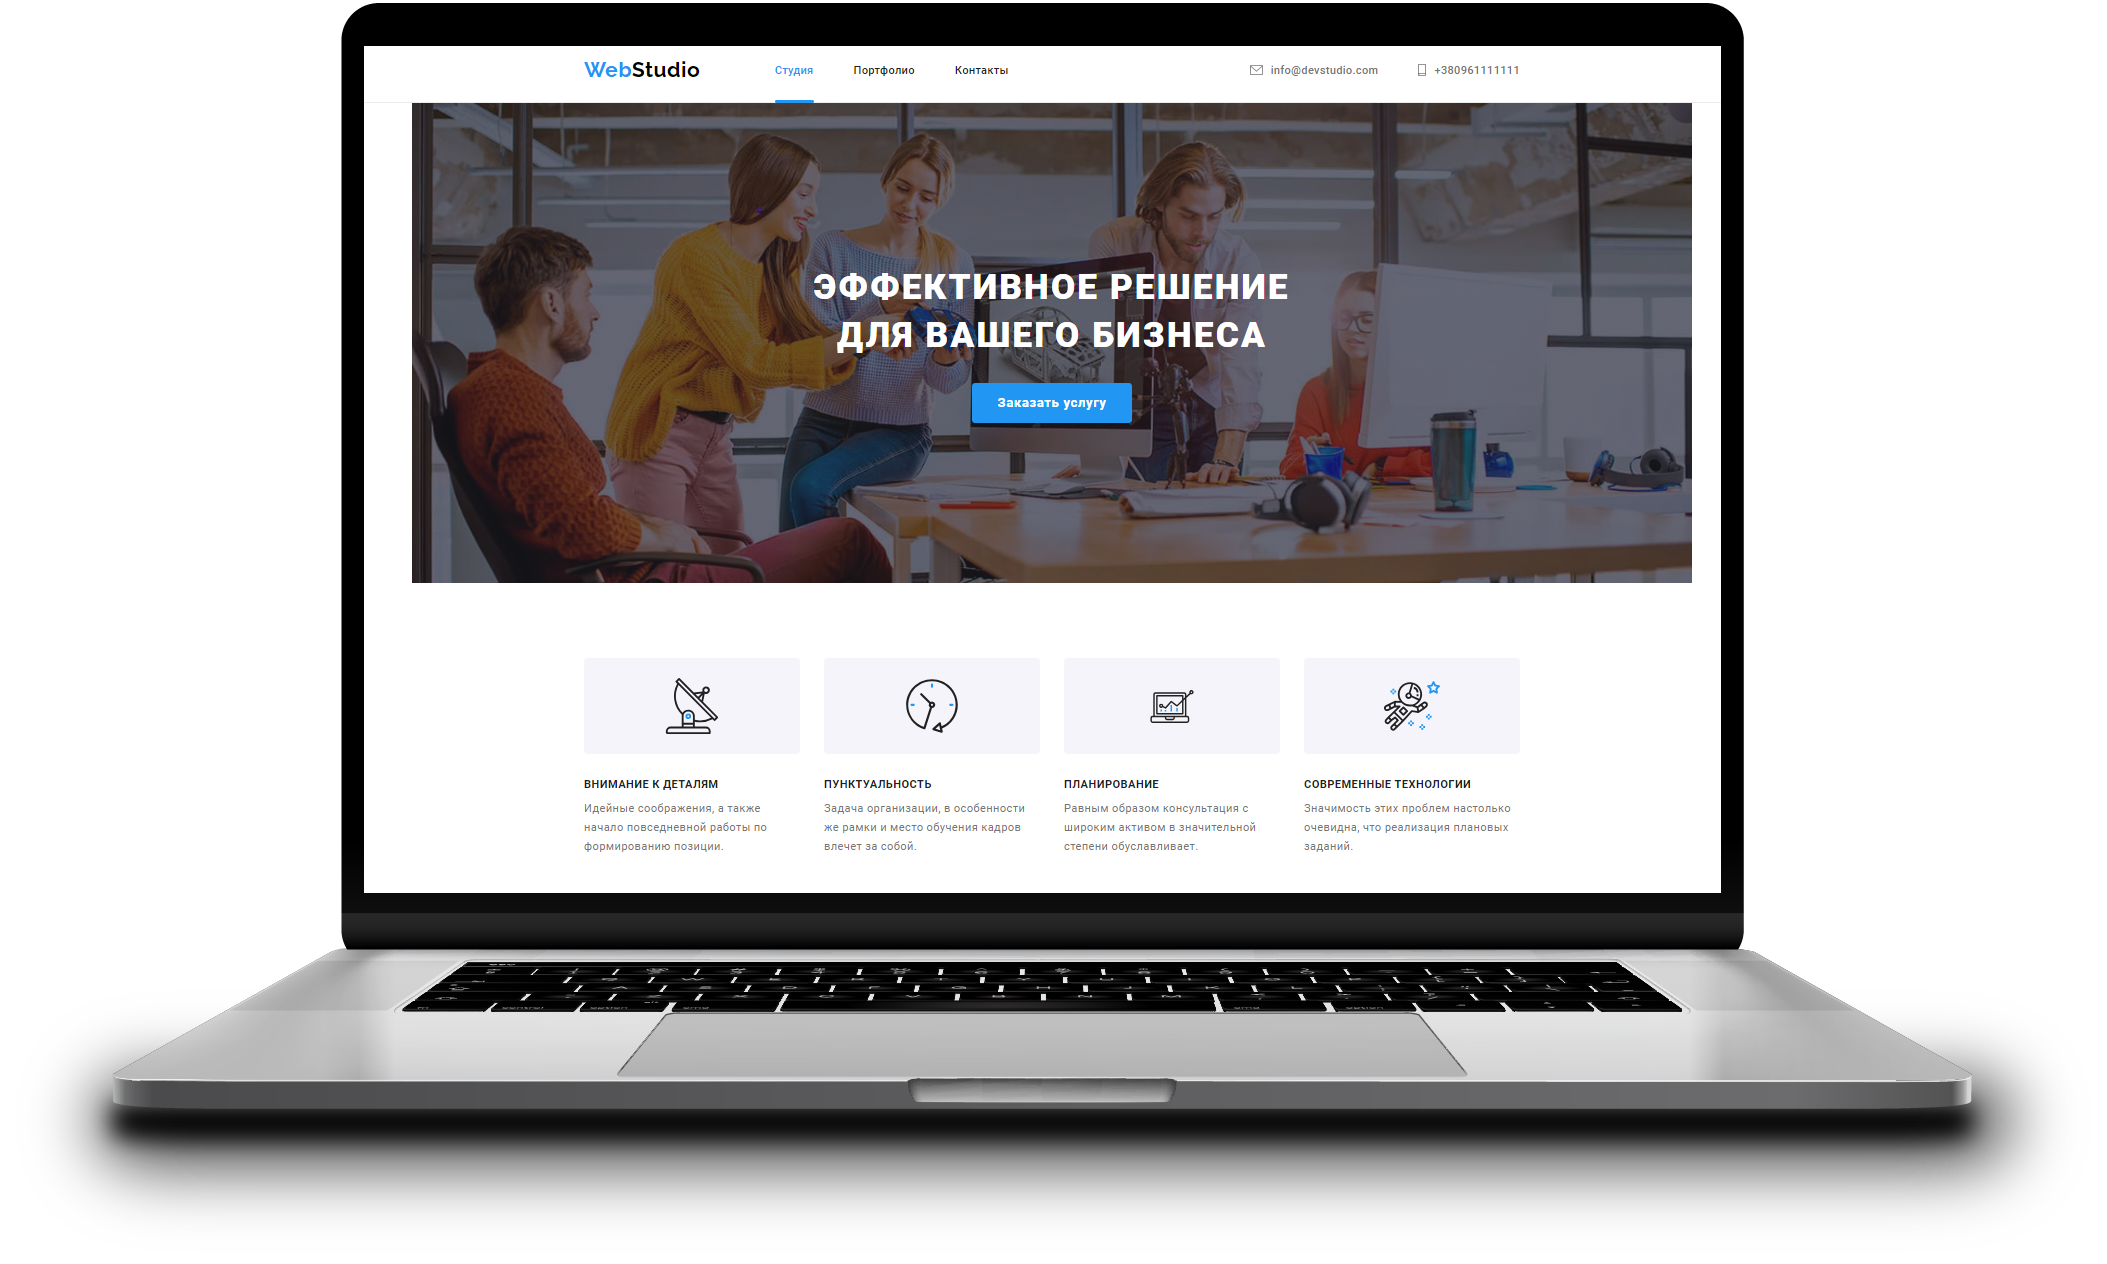 WebStudio
Студия
Портфолио
Контакты
info@devstudio.com
+380961111111
ЭФФЕКТИВНОЕ РЕШЕНИЕ
ДЛЯ ВАШЕГО БИЗНЕСА
Заказать услугу
ВНИМАНИЕ К ДЕТАЛЯМ
Идейные соображения, а также
начало повседневной работы по
формированию позиции.
ПУНКТУАЛЬНОСТЬ
Задача организации, в особенности
же рамки и место обучения кадров
влечет за собой.
ПЛАНИРОВАНИЕ
Равным образом консультация с
широким активом в значительной
степени обуславливает.
СОВРЕМЕННЫЕ ТЕХНОЛОГИИ
Значимость этих проблем настолько
очевидна, что реализация плановых
заданий.